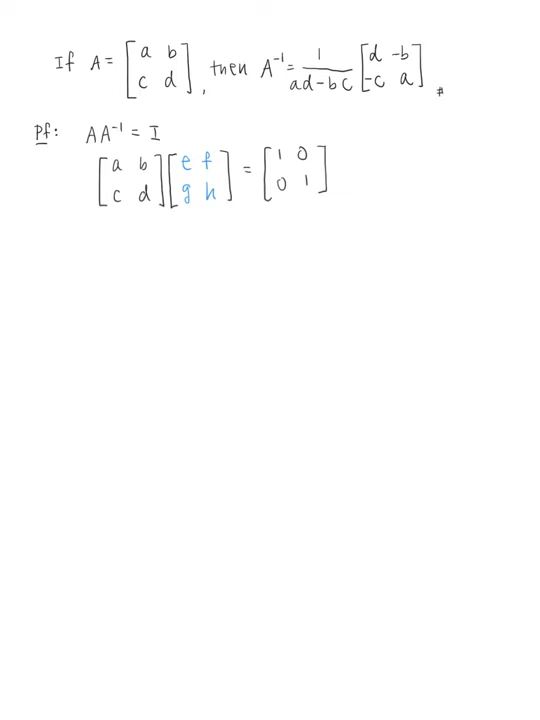 If A = [a b; c d], then A⁻¹ = 1/(ad-bc) [d -b; -c a] #
Pf: AA⁻¹ = I
[a b; c d] [e f; g h] = [1 0; 0 1]